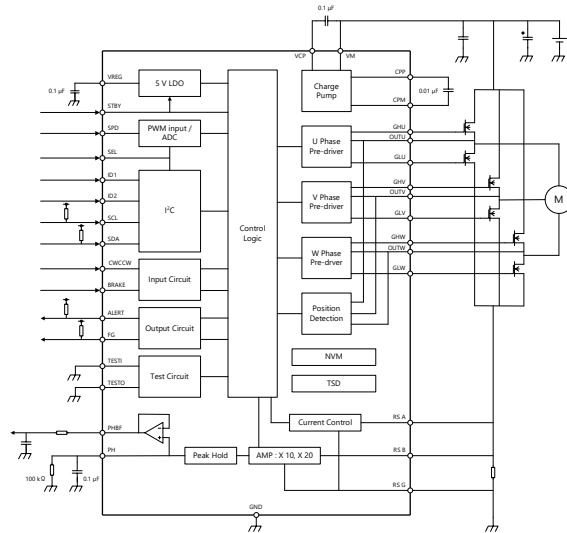 0.1 µF
VCP
VM
VREG
0.1 µF
5 V LDO
STBY
SPD
PWM input /
ADC
SEL
ID1
ID2
I²C
SCL
SDA
CWCCW
Input Circuit
BRAKE
ALERT
Output Circuit
FG
TESTI
Test Circuit
TESTO
PHBF
PH
100 kΩ
0.1 µF
Control
Logic
Charge
Pump
CPP
0.01 µF
CPM
U Phase
Pre-driver
GHU
OUTU
GLU
V Phase
Pre-driver
GHV
OUTV
GLV
W Phase
Pre-drver
GHW
OUTW
GLW
Position
Detection
M
NVM
TSD
Current Control
RS A
Peak Hold
AMP : X 10, X 20
RS B
RS G
GND